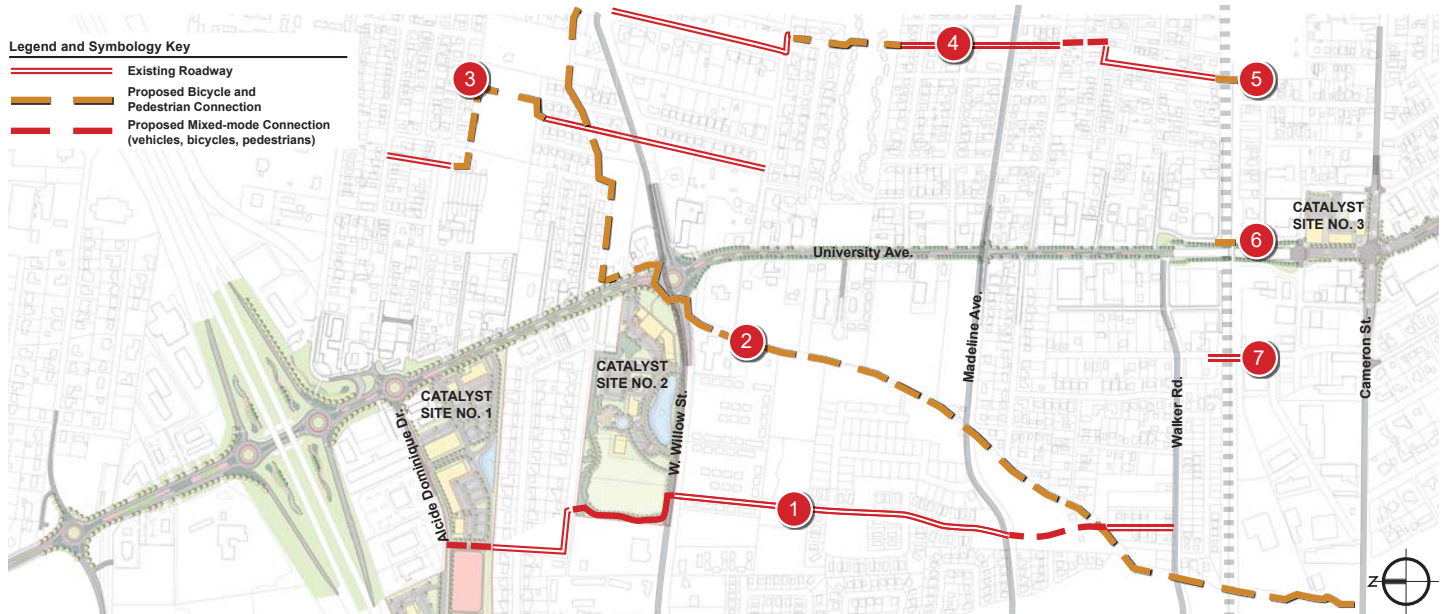 Legend and Symbology Key
Existing Roadway
Proposed Bicycle and
Pedestrian Connection
Proposed Mixed-mode Connection
(vehicles, bicycles, pedestrians)
4
3
5
CATALYST
SITE NO. 3
6
University Ave.
2
7
Madeline Ave.
Cameron St.
CATALYST
SITE NO. 2
CATALYST
SITE NO. 1
Walker Rd.
W. Willow St.
Alcide Dominique Dr.
1
Z